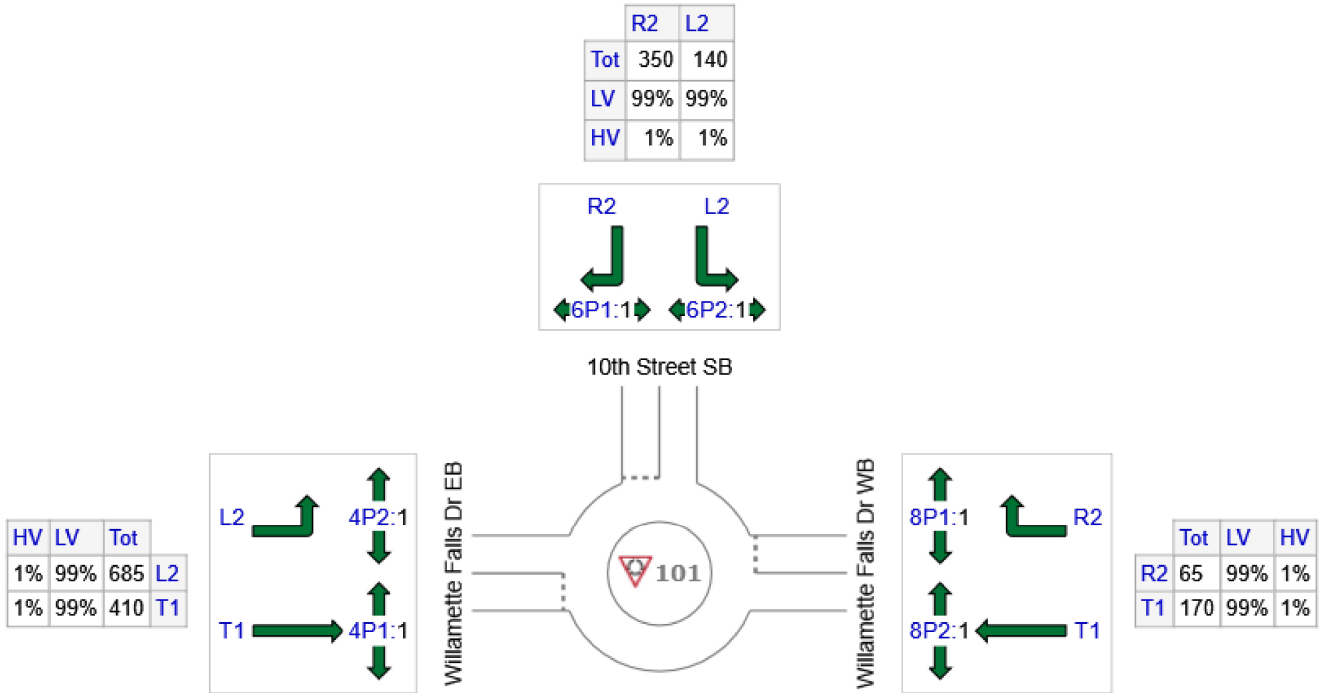 R2 L2
Tot 350 140
LV 99% 99%
HV 1% 1%
R2 L2
6P1:1 6P2:1
10th Street SB
L2 4P2:1
T1 4P1:1
HV LV Tot
1% 99% 685 L2
1% 99% 410 T1
Willamette Falls Dr EB
101
Willamette Falls Dr WB
8P1:1 R2
8P2:1 T1
Tot LV HV
R2 65 99% 1%
T1 170 99% 1%